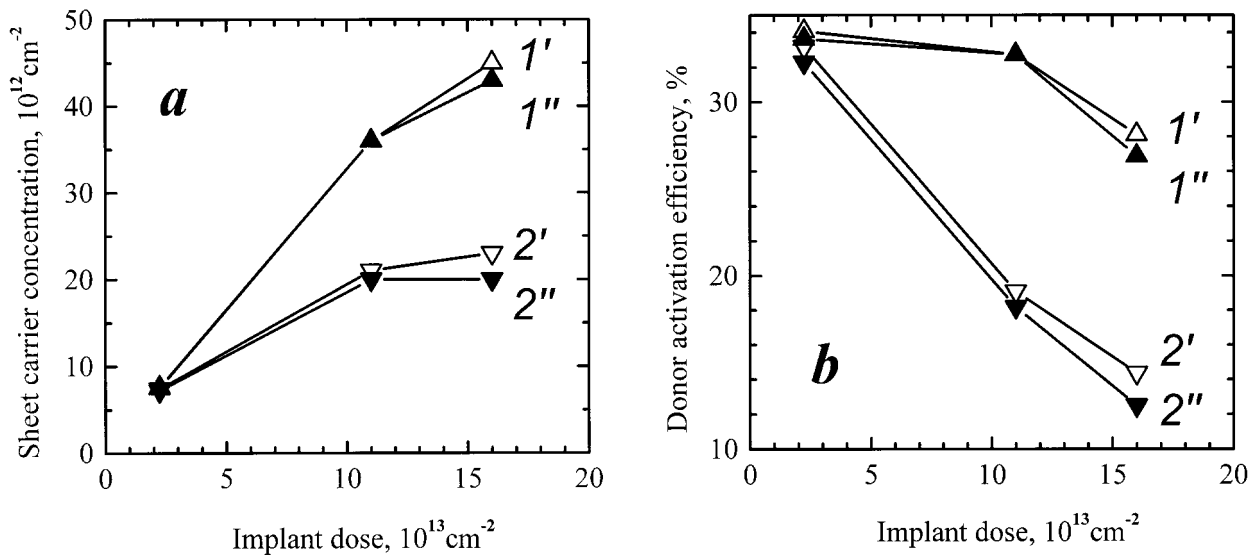 Sheet carrier concentration, 10¹²cm⁻²
50
40
30
20
10
0
a
1'
1"
2'
2"
0 5 10 15 20
Implant dose, 10¹³cm⁻²
Donor activation efficiency, %
30
20
10
b
1'
1"
2'
2"
0 5 10 15 20
Implant dose, 10¹³cm⁻²